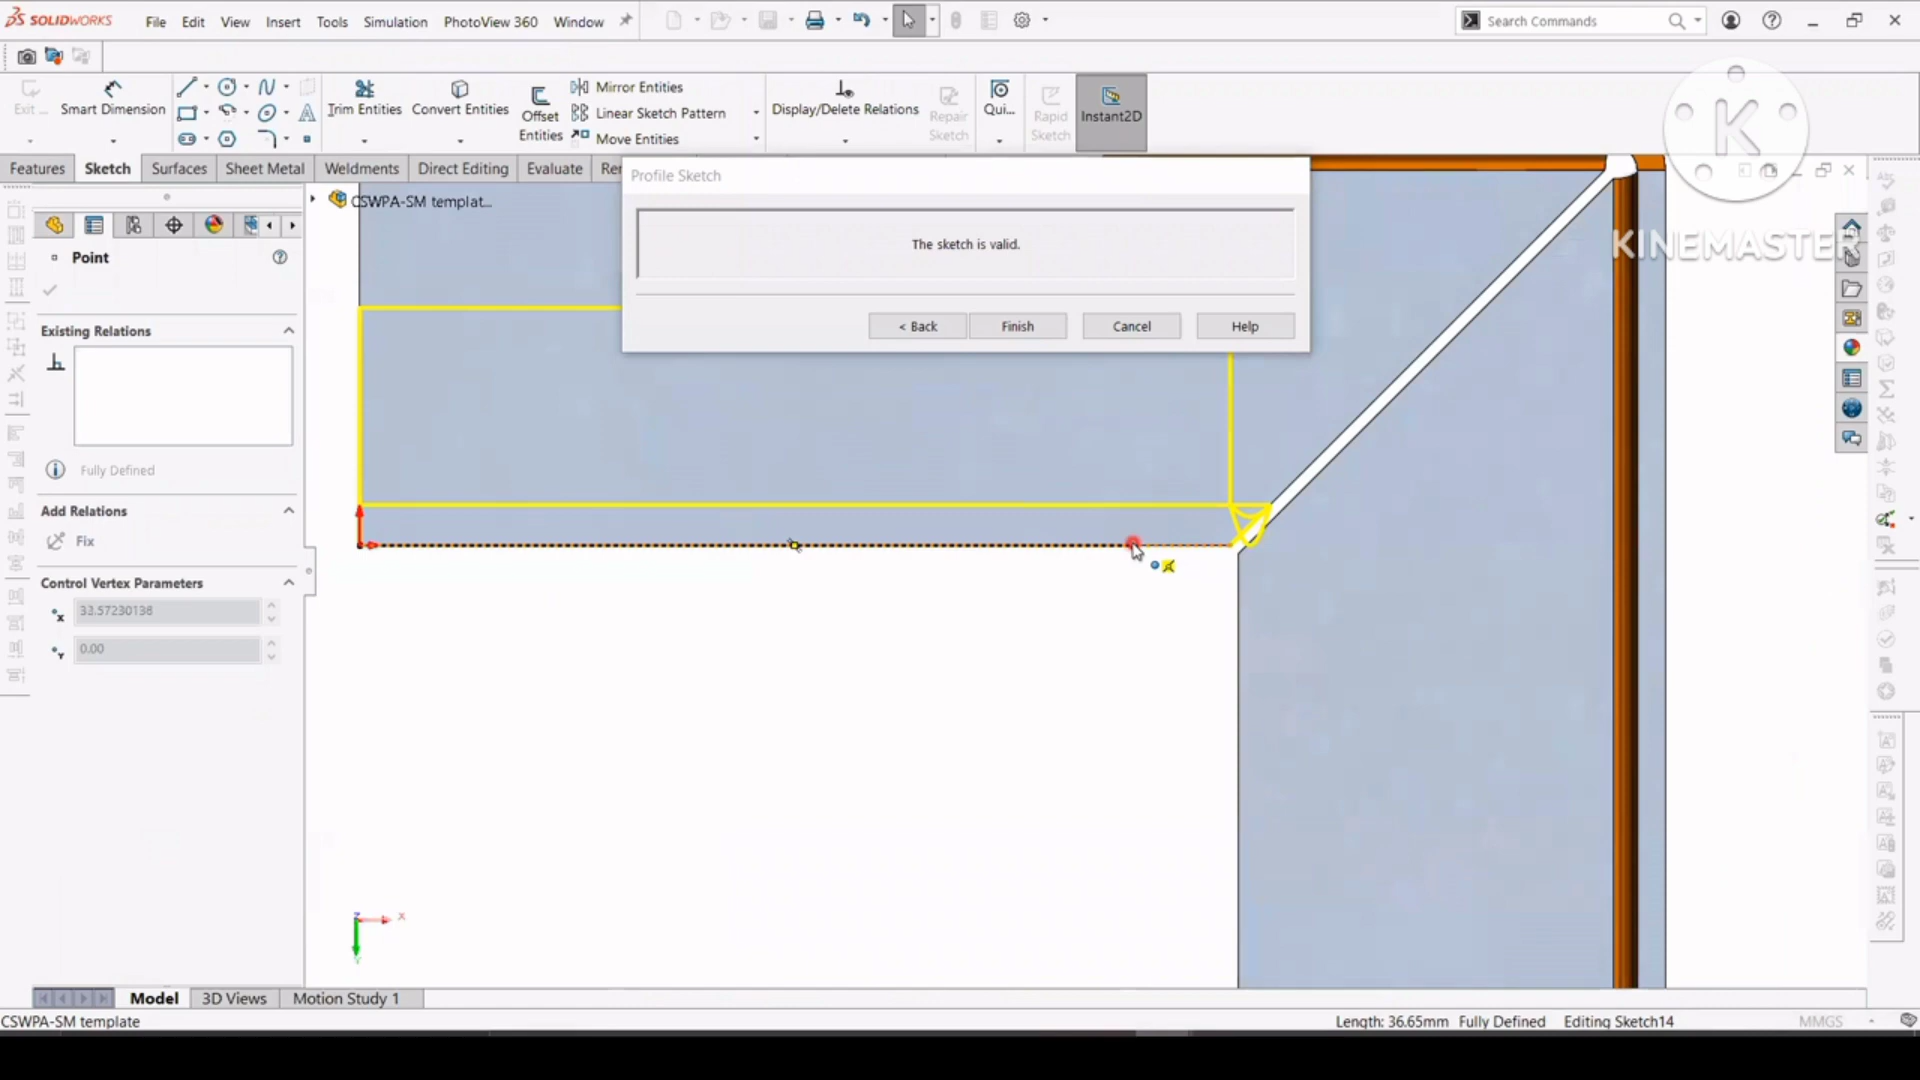 SOLIDWORKS File Edit View Insert Tools Simulation PhotoView 360 Window Search Commands
Exit ... Smart Dimension Trim Entities Convert Entities Offset Entities Mirror Entities Linear Sketch Pattern Move Entities Display/Delete Relations Repair Sketch Qui... Rapid Sketch Instant2D
K
KINEMASTER
Features Sketch Surfaces Sheet Metal Weldments Direct Editing Evaluate Re
Profile Sketch
The sketch is valid.
< Back Finish Cancel Help
CSWPA-SM templat...
Point
Existing Relations
Fully Defined
Add Relations
Fix
Control Vertex Parameters
33.57230136
0.00
X
Model 3D Views Motion Study 1
CSWPA-SM template Length: 36.65mm Fully Defined Editing Sketch14 MMGS